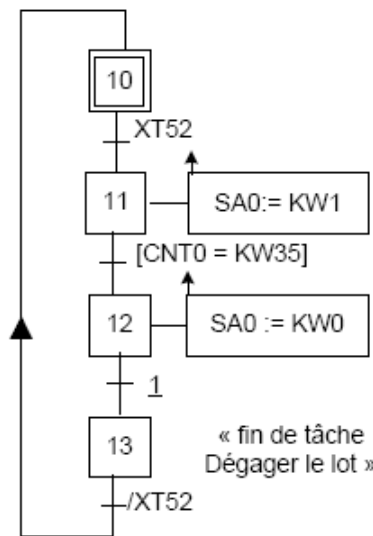 10
XT52
11
SA0:= KW1
[CNT0 = KW35]
12
SA0 := KW0
1
13
« fin de tâche
Dégager le lot »
/XT52